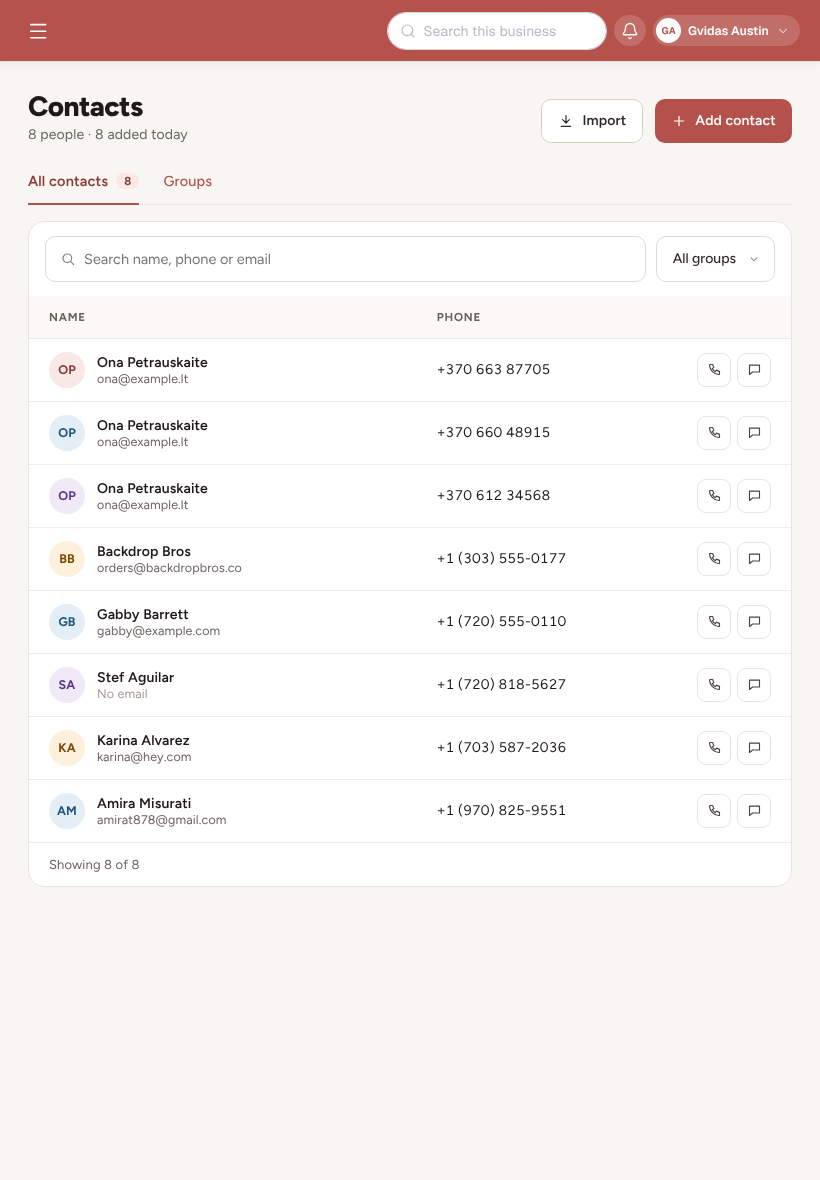 Search this business
GA Gvidas Austin
Contacts
8 people · 8 added today
Import
Add contact
All contacts 8 Groups
Search name, phone or email
All groups
NAME PHONE
OP Ona Petrauskaite
ona@example.lt
+370 663 87705
OP Ona Petrauskaite
ona@example.lt
+370 660 48915
OP Ona Petrauskaite
ona@example.lt
+370 612 34568
BB Backdrop Bros
orders@backdropbros.co
+1 (303) 555-0177
GB Gabby Barrett
gabby@example.com
+1 (720) 555-0110
SA Stef Aguilar
No email
+1 (720) 818-5627
KA Karina Alvarez
karina@hey.com
+1 (703) 587-2036
AM Amira Misurati
amirat878@gmail.com
+1 (970) 825-9551
Showing 8 of 8